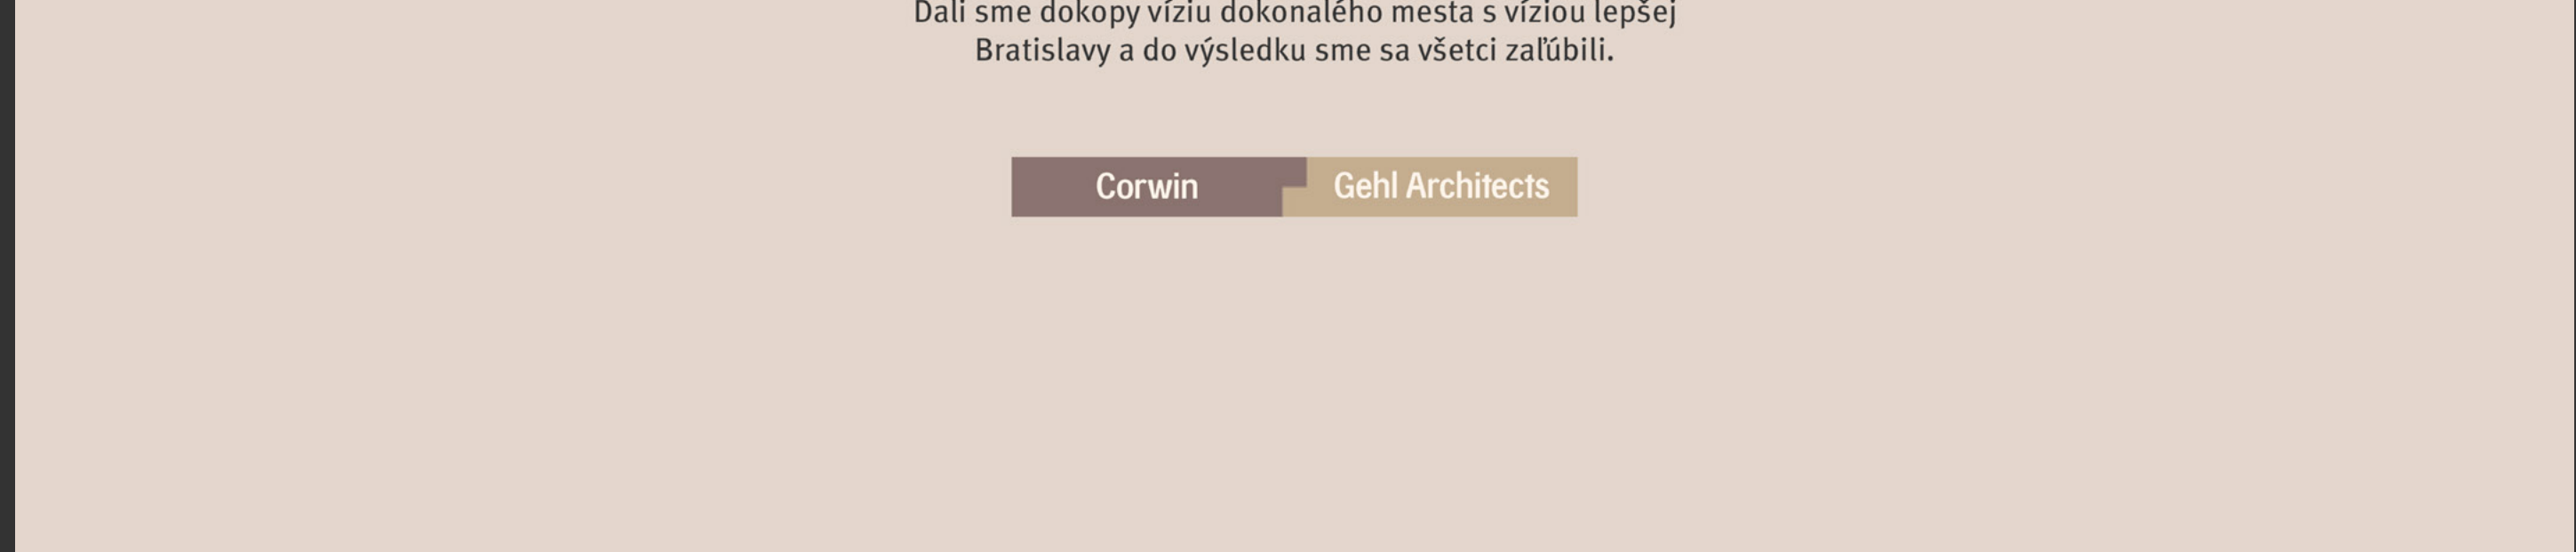 Dali sme dokopy víziu dokonalého mesta s víziou lepšej
Bratislavy a do výsledku sme sa všetci zaľúbili.
Corwin
Gehl Architects